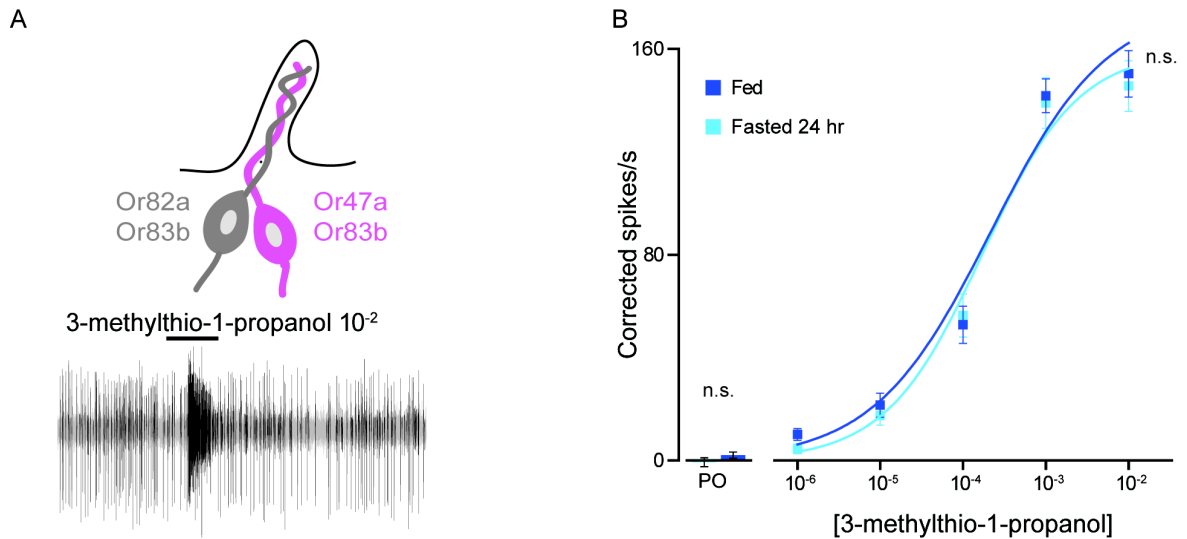 A
Or82a
Or83b
Or47a
Or83b
3-methylthio-1-propanol 10⁻²
B
160
80
0
Corrected spikes/s
Fed
Fasted 24 hr
n.s.
n.s.
PO
10⁻⁶
10⁻⁵
10⁻⁴
10⁻³
10⁻²
[3-methylthio-1-propanol]